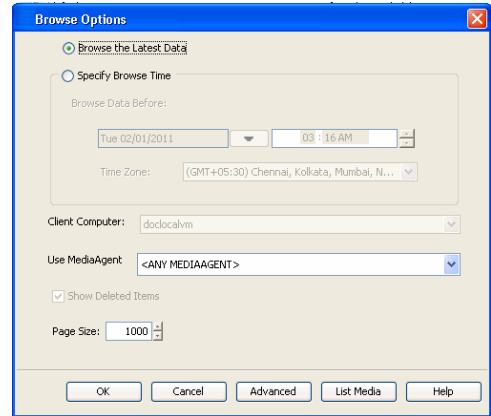 Browse Options
Browse the Latest Data
Specify Browse Time
Browse Data Before:
Tue 02/01/2011 03 : 16 AM
Time Zone: (GMT+05:30) Chennai, Kolkata, Mumbai, N...
Client Computer: doclocalvm
Use MediaAgent <ANY MEDIAAGENT>
Show Deleted Items
Page Size: 1000
OK Cancel Advanced List Media Help